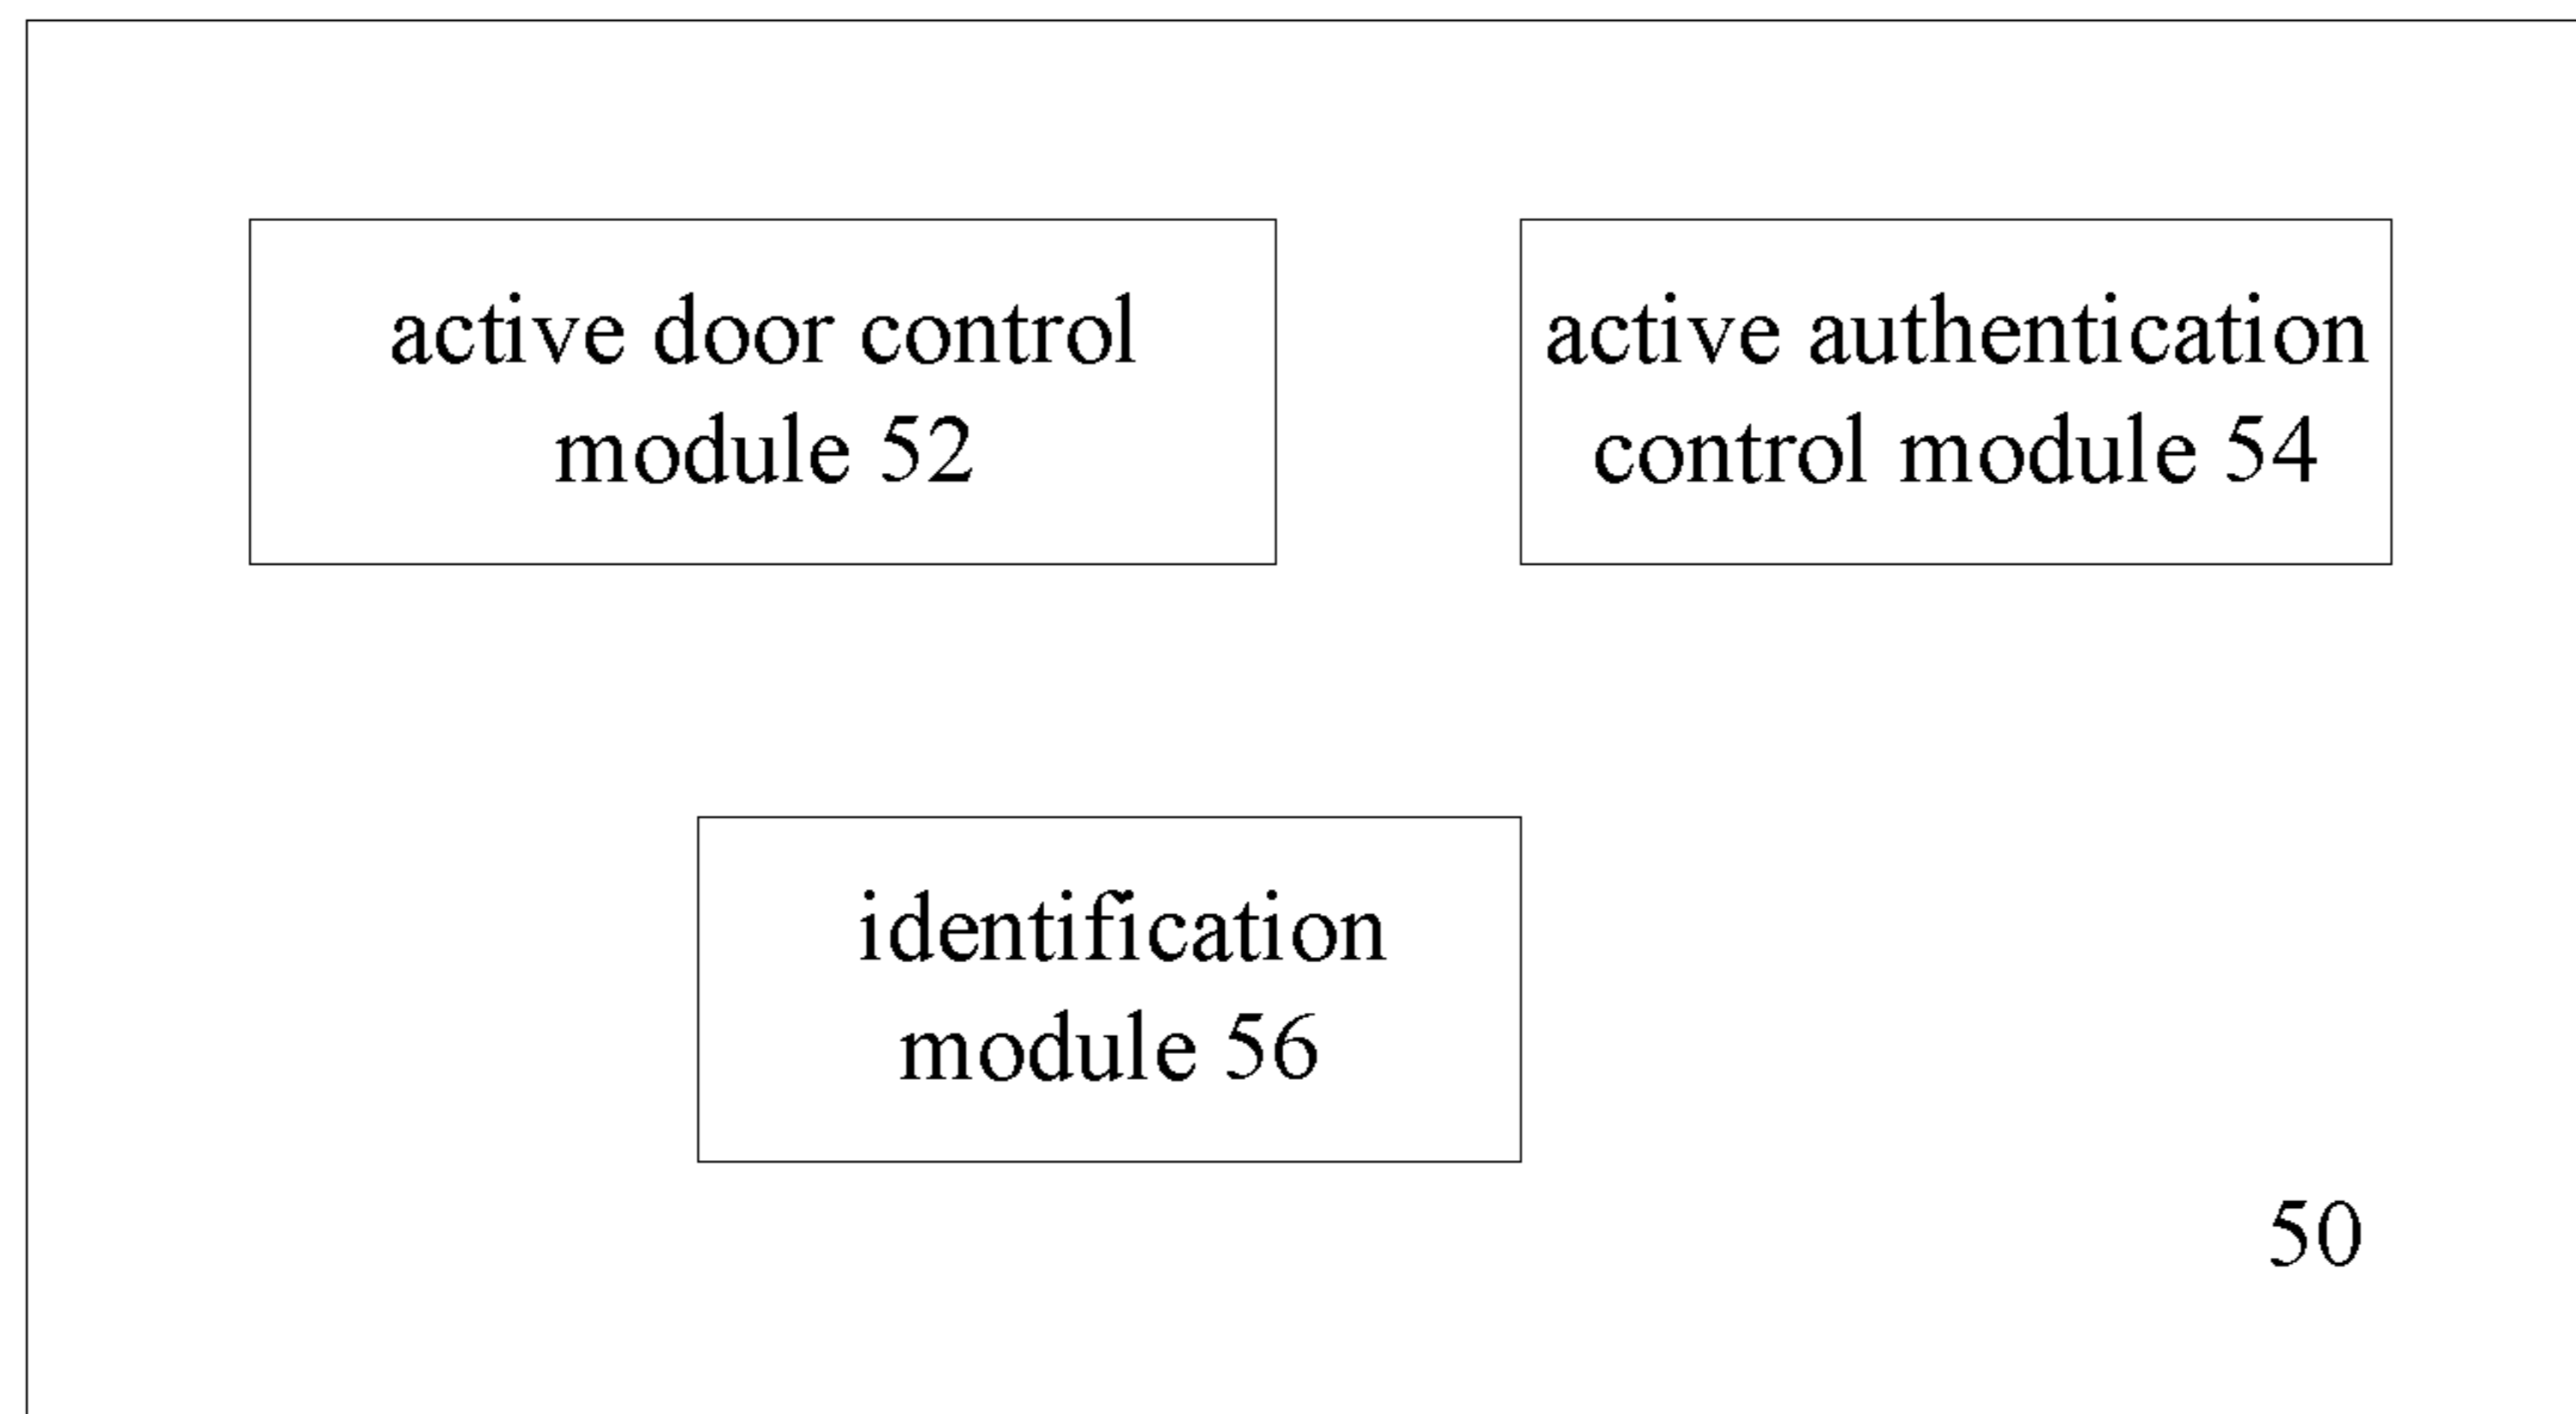 active door control
module 52
active authentication
control module 54
identification
module 56
50